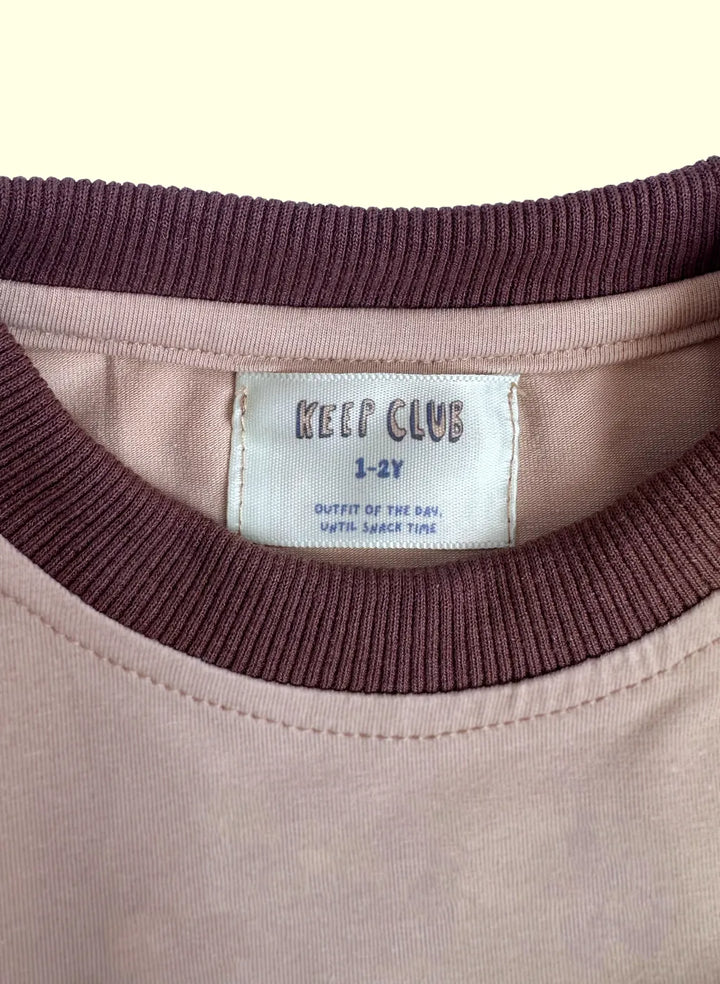 KEEP CLUB
1-2Y
OUTFIT OF THE DAY,
UNTIL SNACK TIME